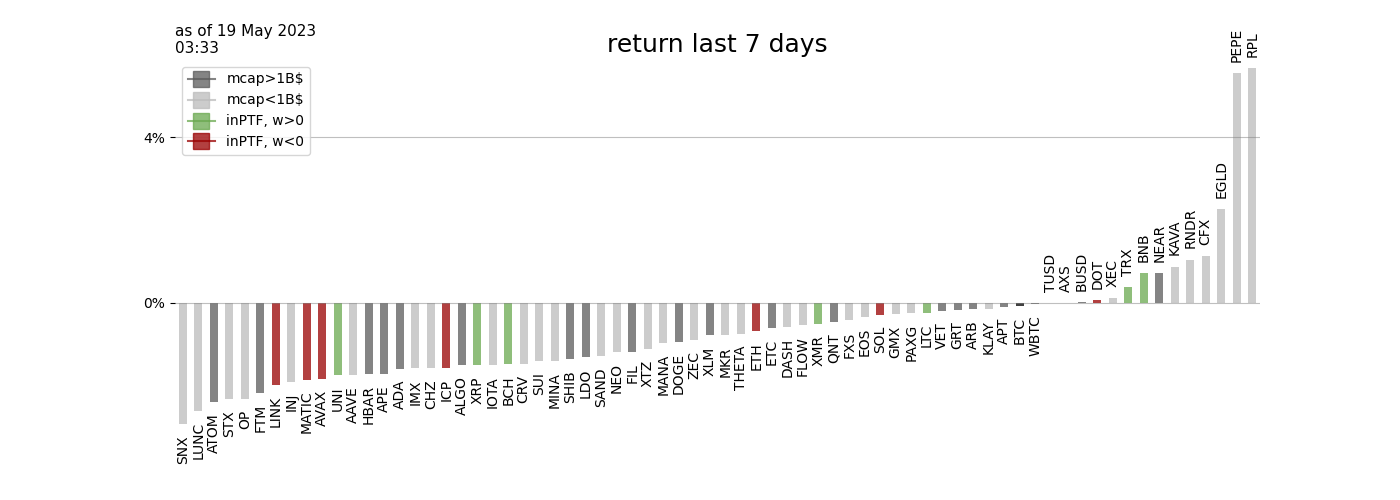 as of 19 May 2023
03:33
return last 7 days
mcap>1B$
mcap<1B$
inPTF, w>0
inPTF, w<0
4%
0%
SNX
LUNC
ATOM
STX
OP
FTM
LINK
INJ
MATIC
AVAX
UNI
AAVE
HBAR
APE
ADA
IMX
CHZ
ICP
ALGO
XRP
IOTA
BCH
CRV
SUI
MINA
SHIB
LDO
SAND
NEO
FIL
XTZ
MANA
DOGE
ZEC
XLM
MKR
THETA
ETH
ETC
DASH
FLOW
XMR
QNT
FXS
EOS
SOL
GMX
PAXG
LTC
VET
GRT
ARB
KLAY
APT
BTC
WBTC
TUSD
AXS
BUSD
DOT
XEC
TRX
BNB
NEAR
KAVA
RNDR
CFX
EGLD
PEPE
RPL